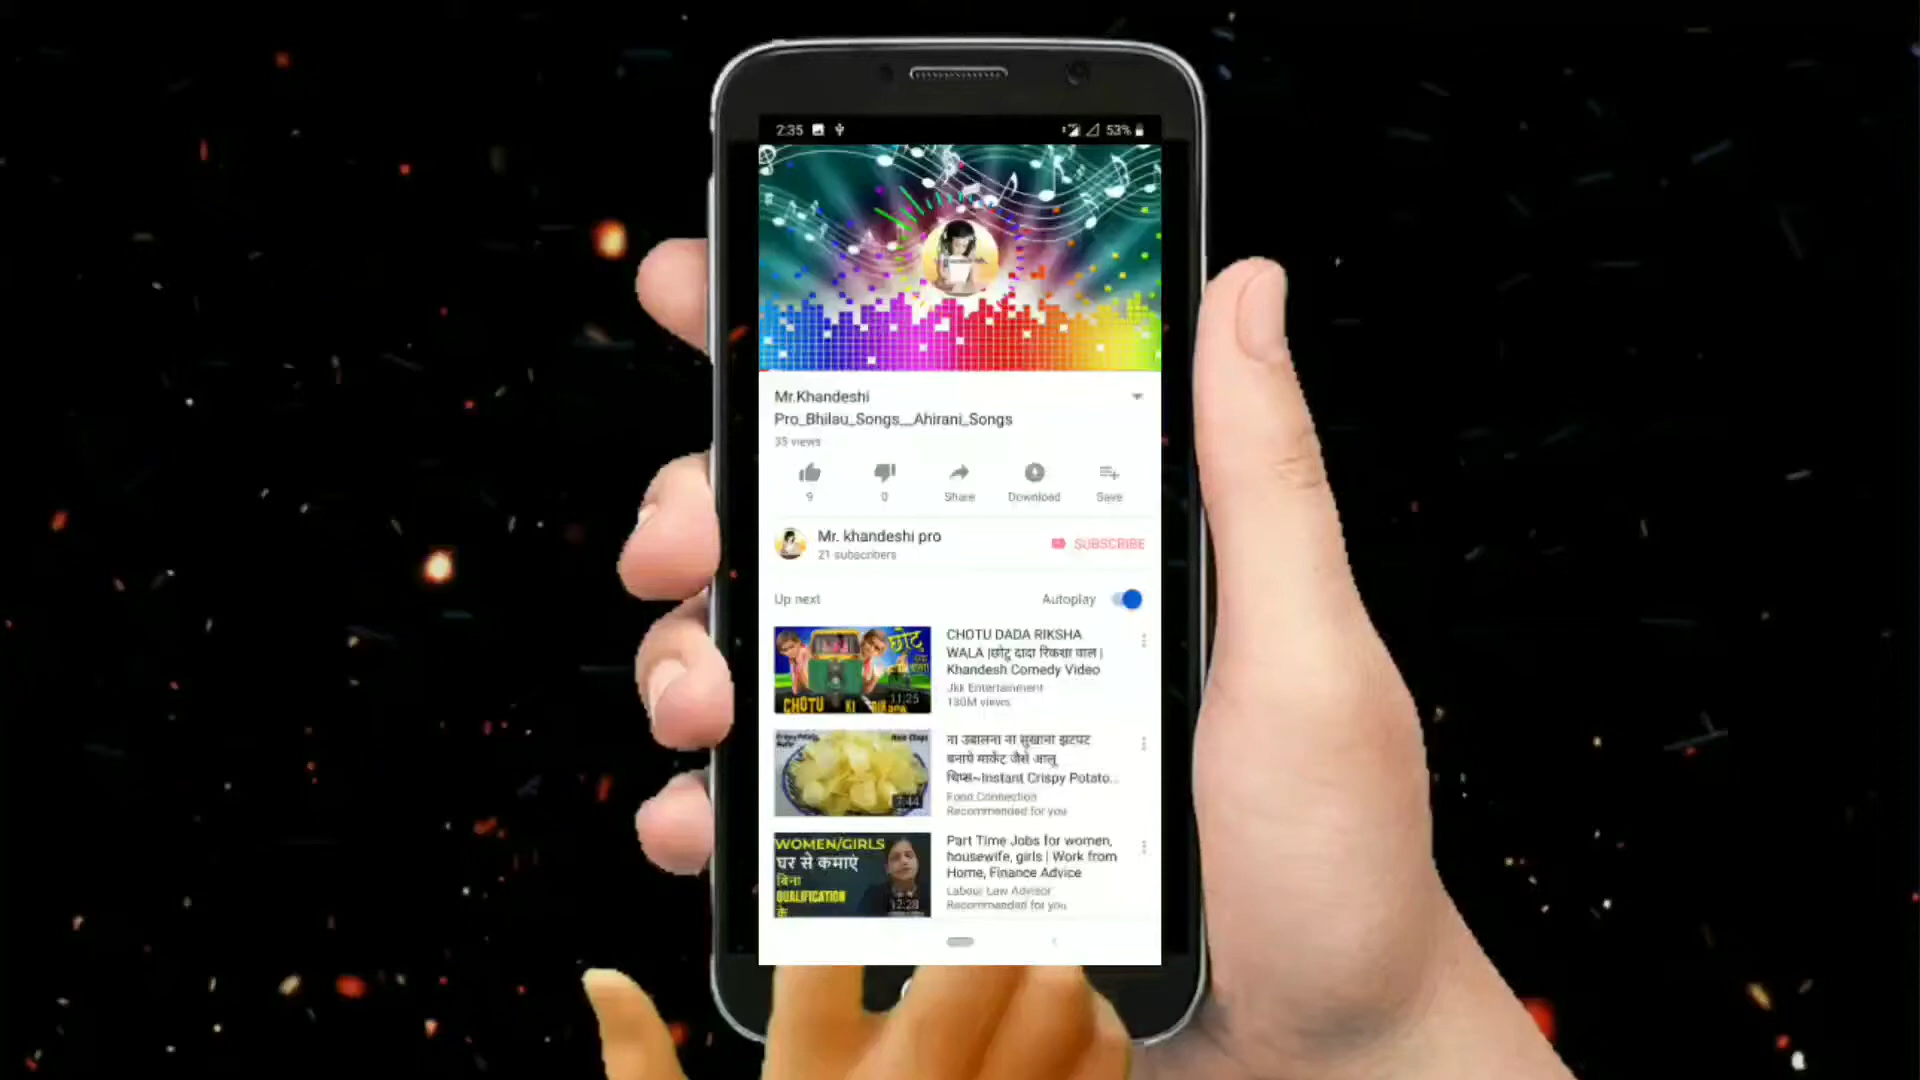 2:35
53%
Mr.Khandeshi
Pro_Bhilau_Songs__Ahirani_Songs
35 views
9
0
Share
Download
Save
Mr. khandeshi pro
21 subscribers
SUBSCRIBE
Up next
Autoplay
CHOTU DADA RIKSHA
WALA |छोटू दादा रिक्शा वाला |
Khandesh Comedy Video
Jkk Entertainment
130M views
छोटू
11:25
CHOTU KI
ना उबालना ना सुखाना झटपट
बनाये मार्केट जैसे आलू
चिप्स~Instant Crispy Potato...
Food Connection
Recommended for you
7:44
Part Time Jobs for women,
housewife, girls | Work from
Home, Finance Advice
Labour Law Advisor
Recommended for you
WOMEN/GIRLS
घर से कमाएं
बिना
QUALIFICATION
के
12:28